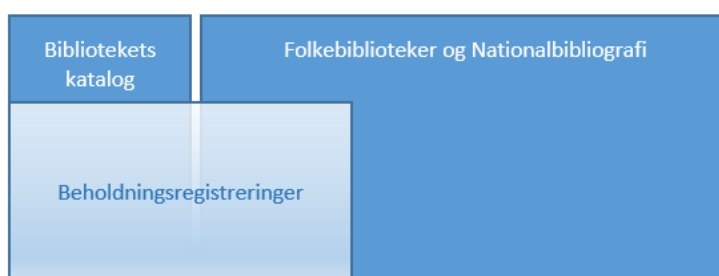 Bibliotekets
katalog
Folkebiblioteker og Nationalbibliografi
Beholdningsregistreringer